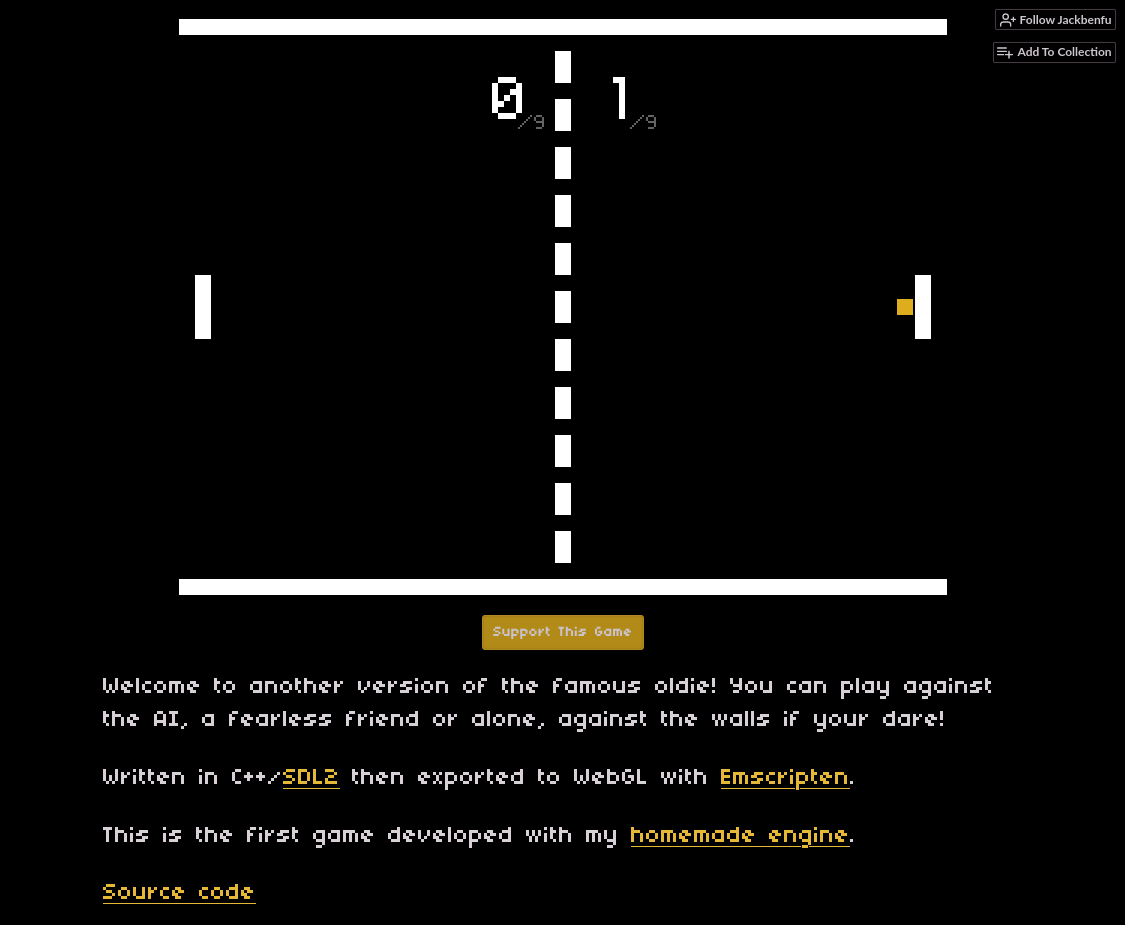 Follow Jackbenfu
Add To Collection
0/9 1/9
Support This Game
Welcome to another version of the famous oldie! You can play against
the AI, a fearless friend or alone, against the walls if your dare!
Written in C++/SDL2 then exported to WebGL with Emscripten.
This is the first game developed with my homemade engine.
Source code